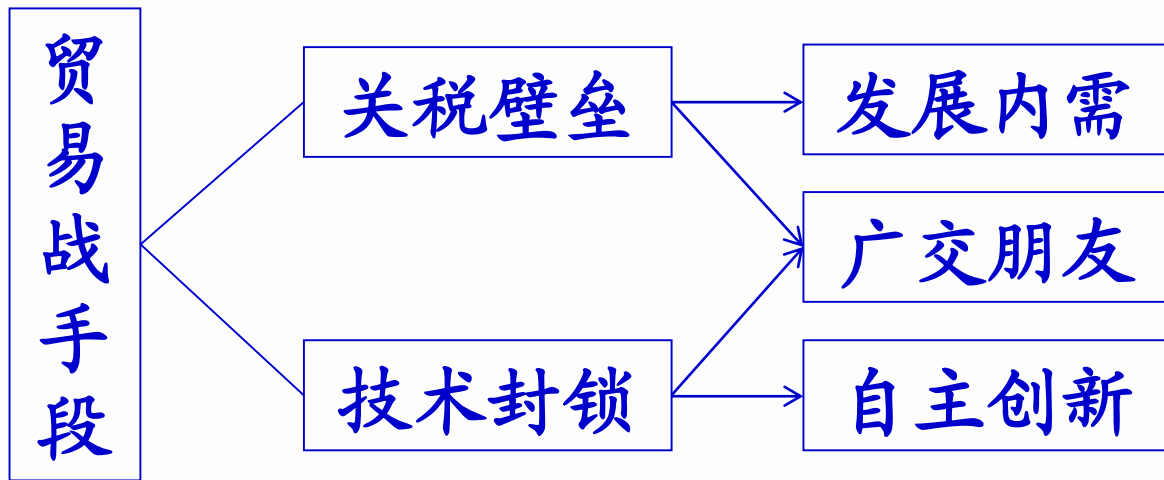 贸易战手段
关税壁垒
发展内需
广交朋友
技术封锁
自主创新